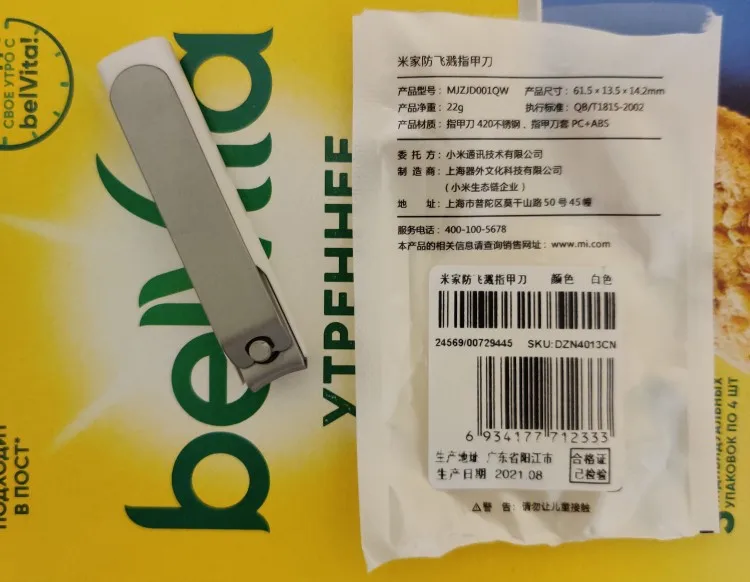 СВОЕ УТРО С
belVita!
belVita
УТРЕННЕЕ
ПОДХОДИТ
В ПОСТ*
米家防飞溅指甲刀
产品型号: MJZJD001QW 产品尺寸: 61.5×13.5×14.2mm
产品净重: 22g 执行标准: QB/T1815-2002
产品材质: 指甲刀 420不锈钢、指甲刀套 PC+ABS
委托方: 小米通讯技术有限公司
制造商: 上海器外文化科技有限公司
(小米生态链企业)
地址: 上海市普陀区莫干山路50号45幢
服务电话: 400-100-5678
本产品的相关信息请查询销售网址: www.mi.com
米家防飞溅指甲刀 颜色 白色
24569/00729445 SKU:DZN4013CN
6 934177 712333
生产地址 广东省阳江市
生产日期 2021.08
合格证
已检验
警告: 请勿让儿童接触
УПАКОВОК ПО 4 ШТ